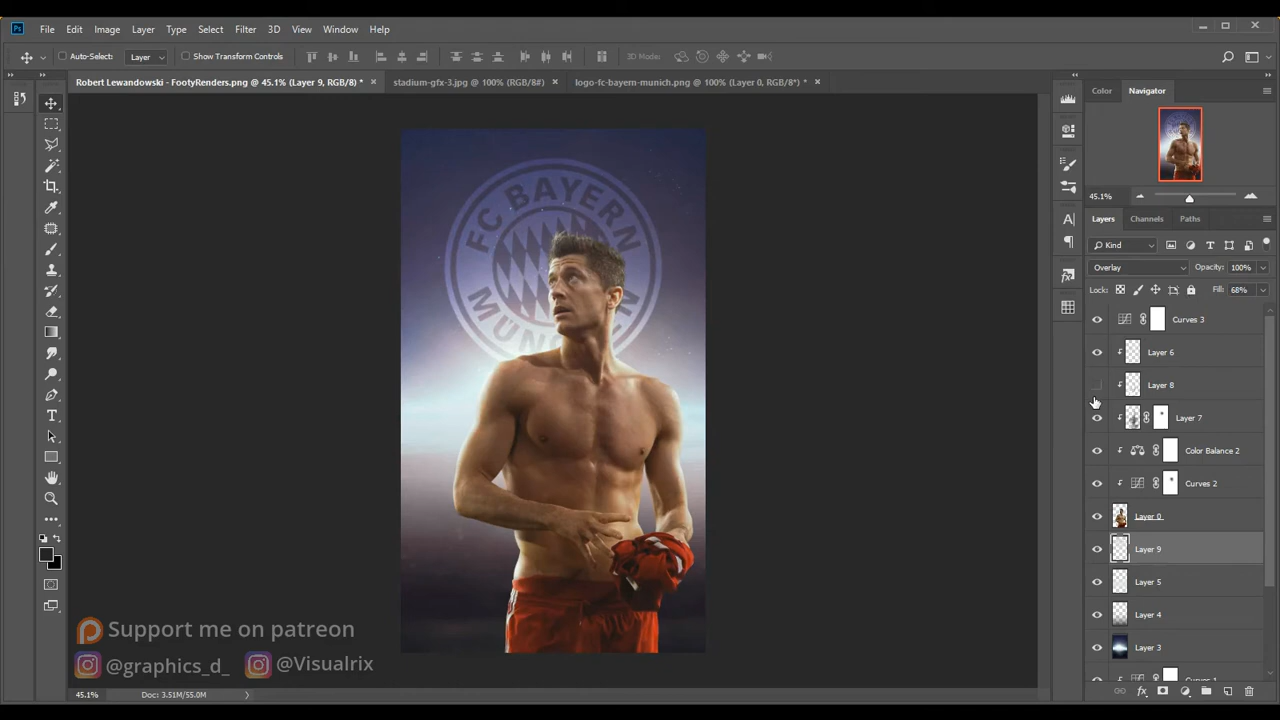 Ps File Edit Image Layer Type Select Filter 3D View Window Help
Auto-Select: Layer Show Transform Controls 3D Mode:
Robert Lewandowski - FootyRenders.png @ 45.1% (Layer 9, RGB/8) * stadium-gfx-3.jpg @ 100% (RGB/8#) logo-fc-bayern-munich.png @ 100% (Layer 0, RGB/8*) *
Color Navigator
45.1%
Layers Channels Paths
Kind
Overlay Opacity: 100%
Lock: Fill: 68%
Curves 3
Layer 6
Layer 8
Layer 7
Color Balance 2
Curves 2
Layer 0
Layer 9
Layer 5
Layer 4
Layer 3
Curves 1
FC BAYERN
MUNCHEN
Support me on patreon
@graphics_d_ @Visualrix
45.1% Doc: 3.51M/55.0M